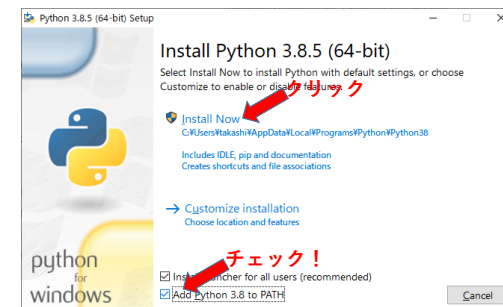 Python 3.8.5 (64-bit) Setup
Install Python 3.8.5 (64-bit)
Select Install Now to install Python with default settings, or choose
Customize to enable or disable features.
クリック
Install Now
C:¥Users¥takashi¥AppData¥Local¥Programs¥Python¥Python38
Includes IDLE, pip and documentation
Creates shortcuts and file associations
→ Customize installation
Choose location and features
チェック！
python
for
windows
launcher for all users (recommended)
Add Python 3.8 to PATH
Cancel